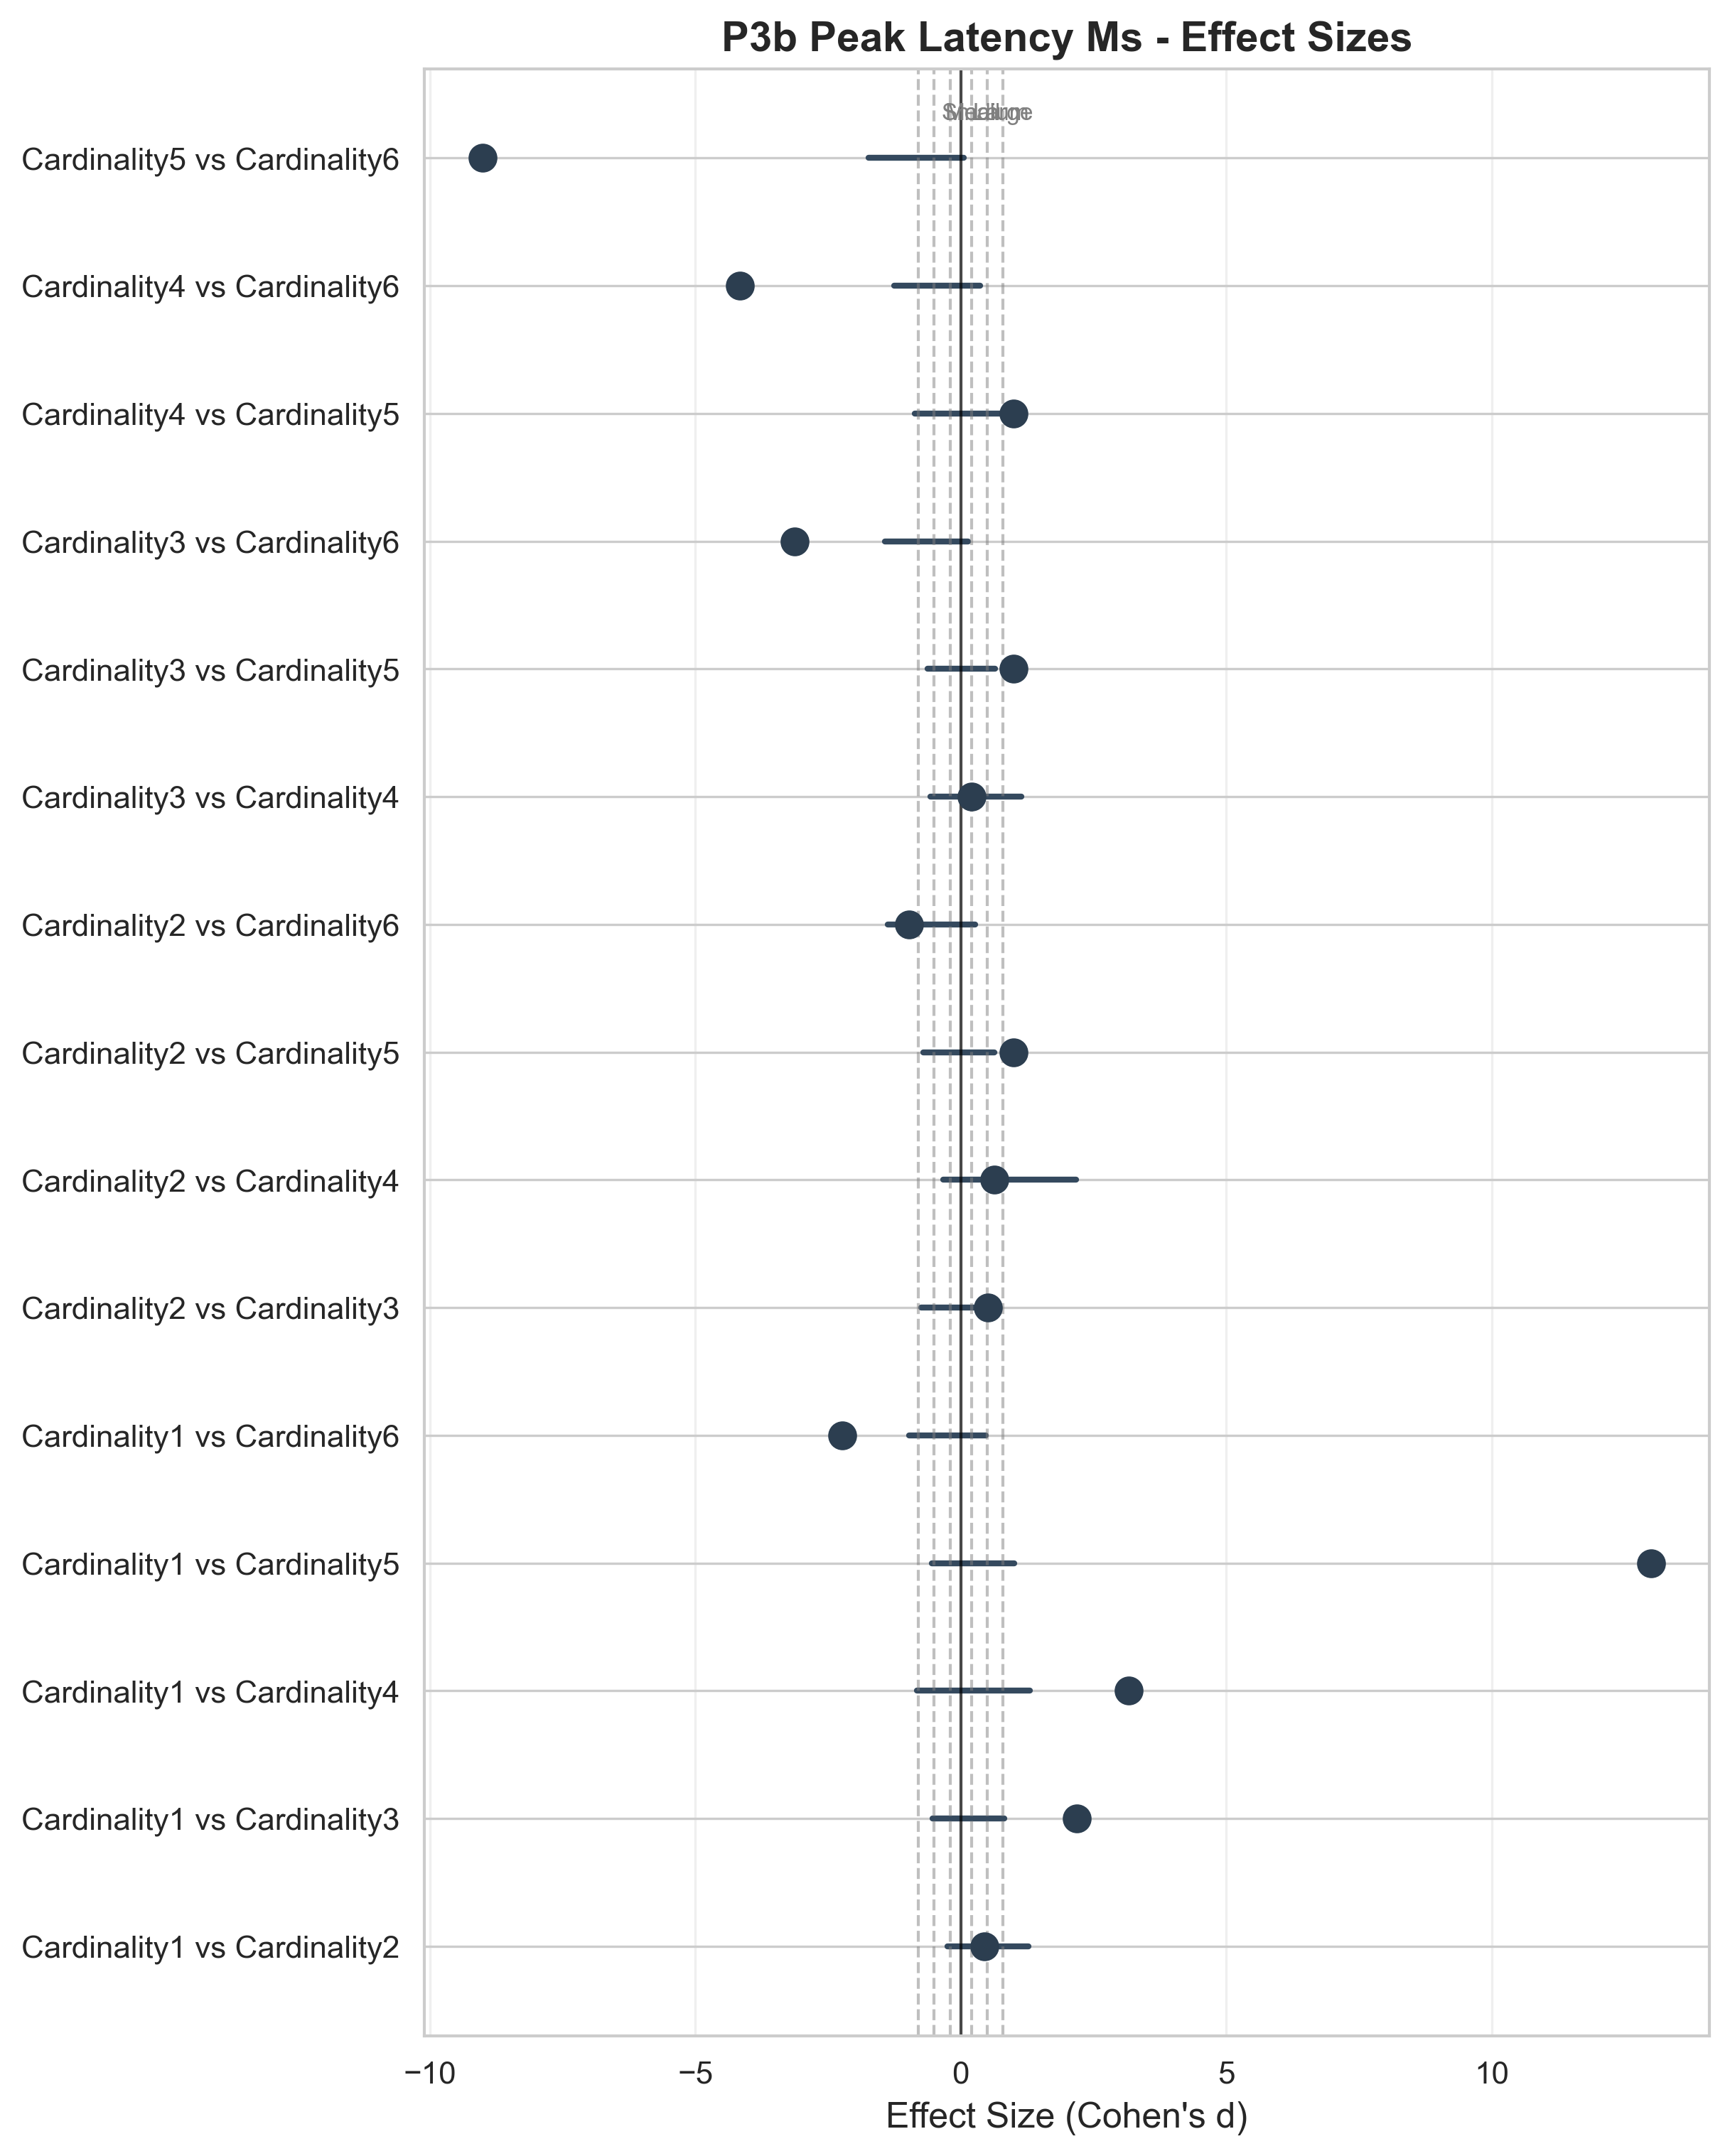 P3b Peak Latency Ms - Effect Sizes
Small Medium Large
Cardinality5 vs Cardinality6
Cardinality4 vs Cardinality6
Cardinality4 vs Cardinality5
Cardinality3 vs Cardinality6
Cardinality3 vs Cardinality5
Cardinality3 vs Cardinality4
Cardinality2 vs Cardinality6
Cardinality2 vs Cardinality5
Cardinality2 vs Cardinality4
Cardinality2 vs Cardinality3
Cardinality1 vs Cardinality6
Cardinality1 vs Cardinality5
Cardinality1 vs Cardinality4
Cardinality1 vs Cardinality3
Cardinality1 vs Cardinality2
−10 −5 0 5 10
Effect Size (Cohen's d)